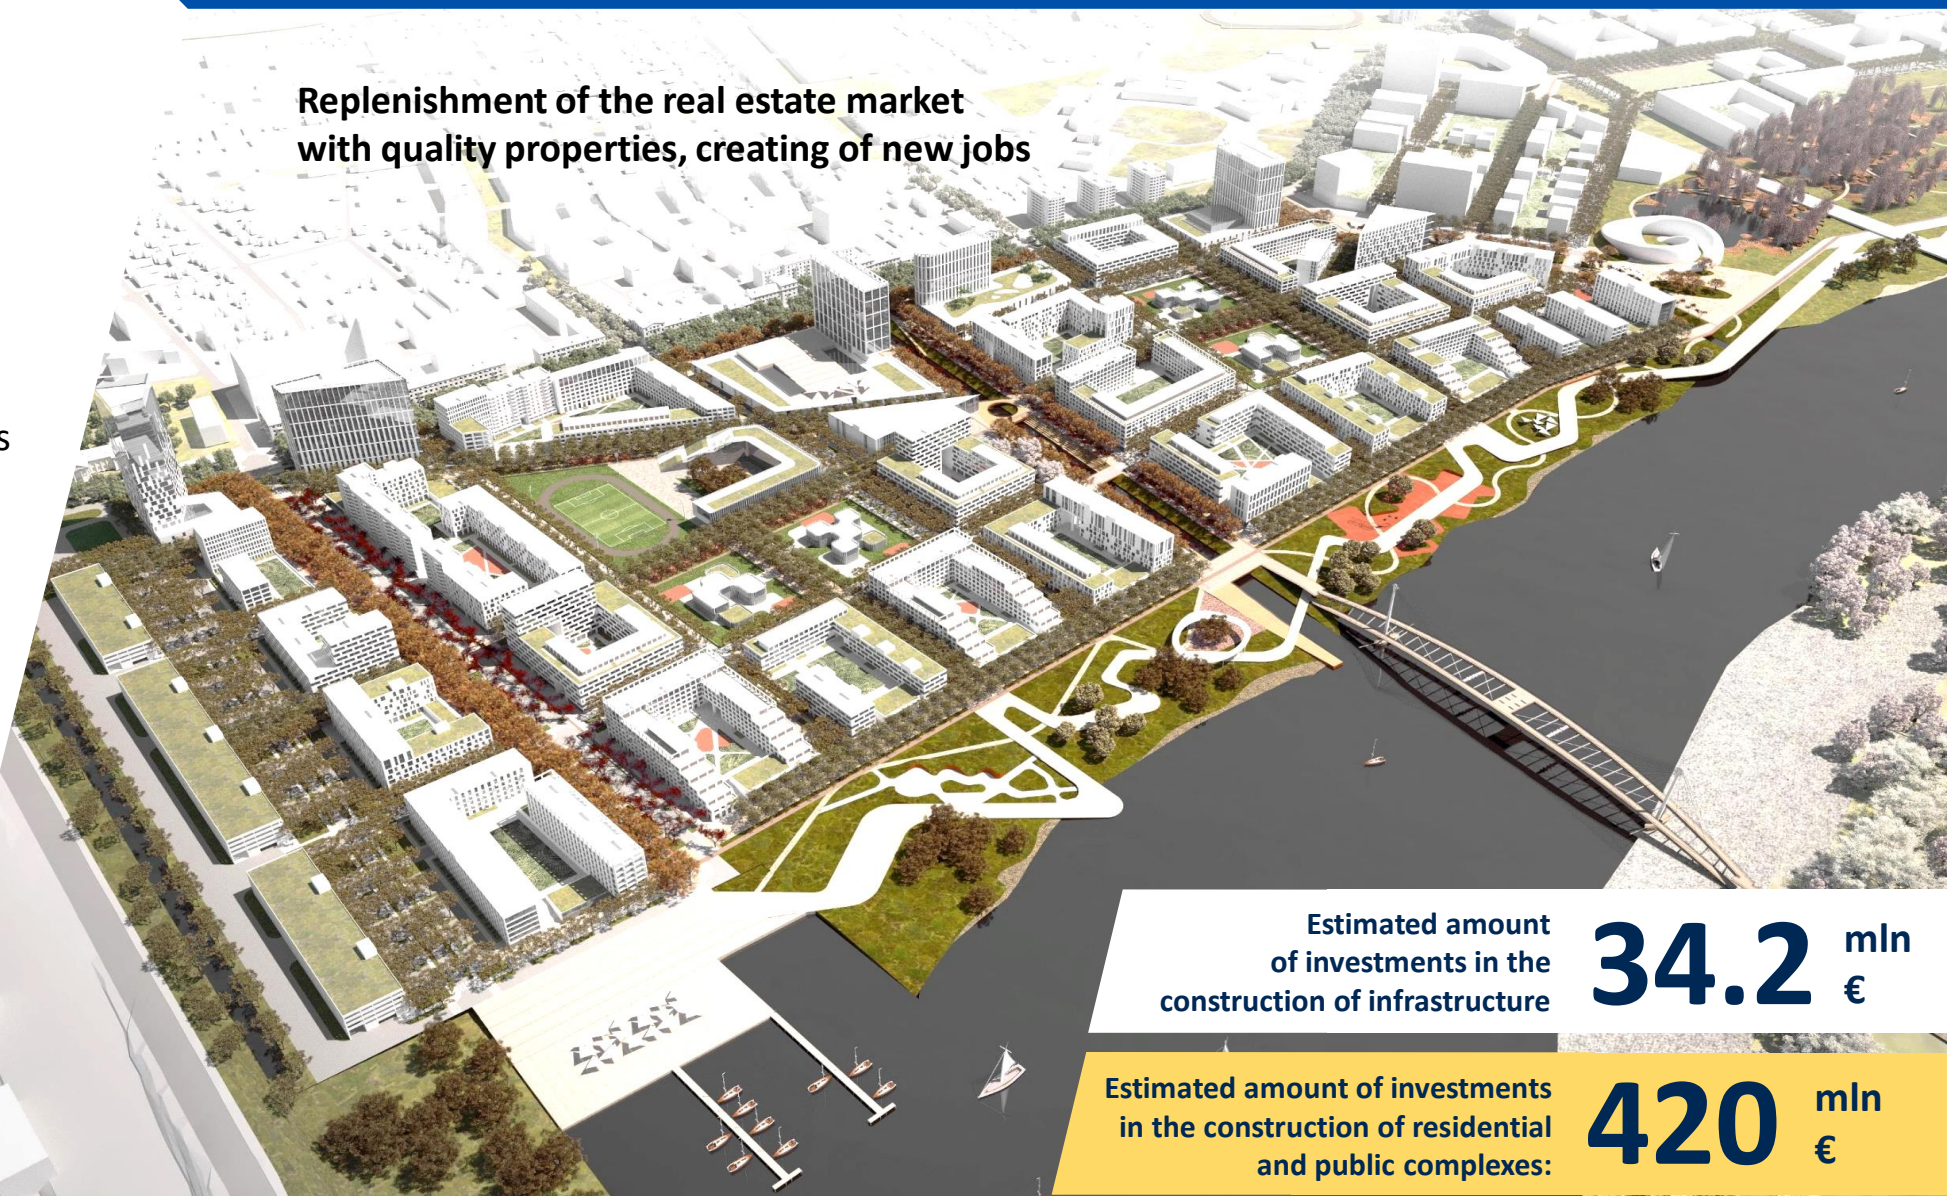 Replenishment of the real estate market
with quality properties, creating of new jobs
s
Estimated amount
of investments in the
construction of infrastructure
34.2 mln
€
Estimated amount of investments
in the construction of residential
and public complexes:
420 mln
€